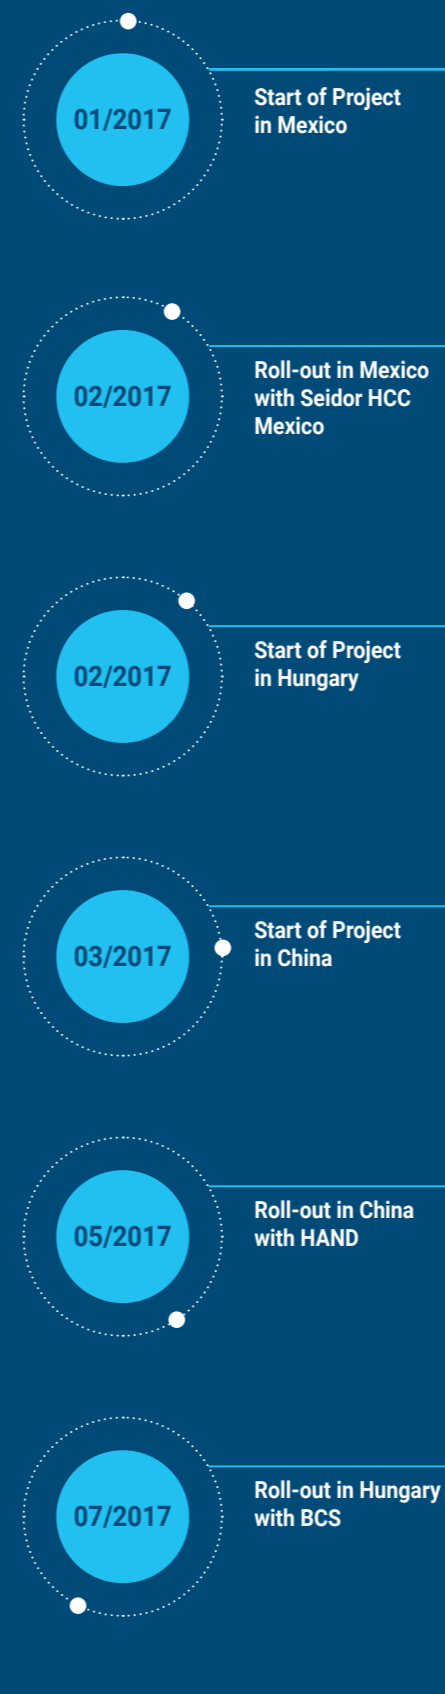 01/2017
Start of Project
in Mexico
02/2017
Roll-out in Mexico
with Seidor HCC
Mexico
02/2017
Start of Project
in Hungary
03/2017
Start of Project
in China
05/2017
Roll-out in China
with HAND
07/2017
Roll-out in Hungary
with BCS